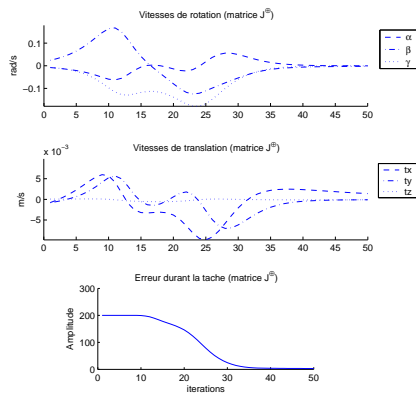 Vitesses de rotation (matrice J⊕)
rad/s
0.1
0
−0.1
0 5 10 15 20 25 30 35 40 45 50
α
β
γ
Vitesses de translation (matrice J⊕)
x 10⁻³
m/s
5
0
−5
0 5 10 15 20 25 30 35 40 45 50
tx
ty
tz
Erreur durant la tache (matrice J⊕)
Amplitude
300
200
100
0
0 10 20 30 40 50
iterations